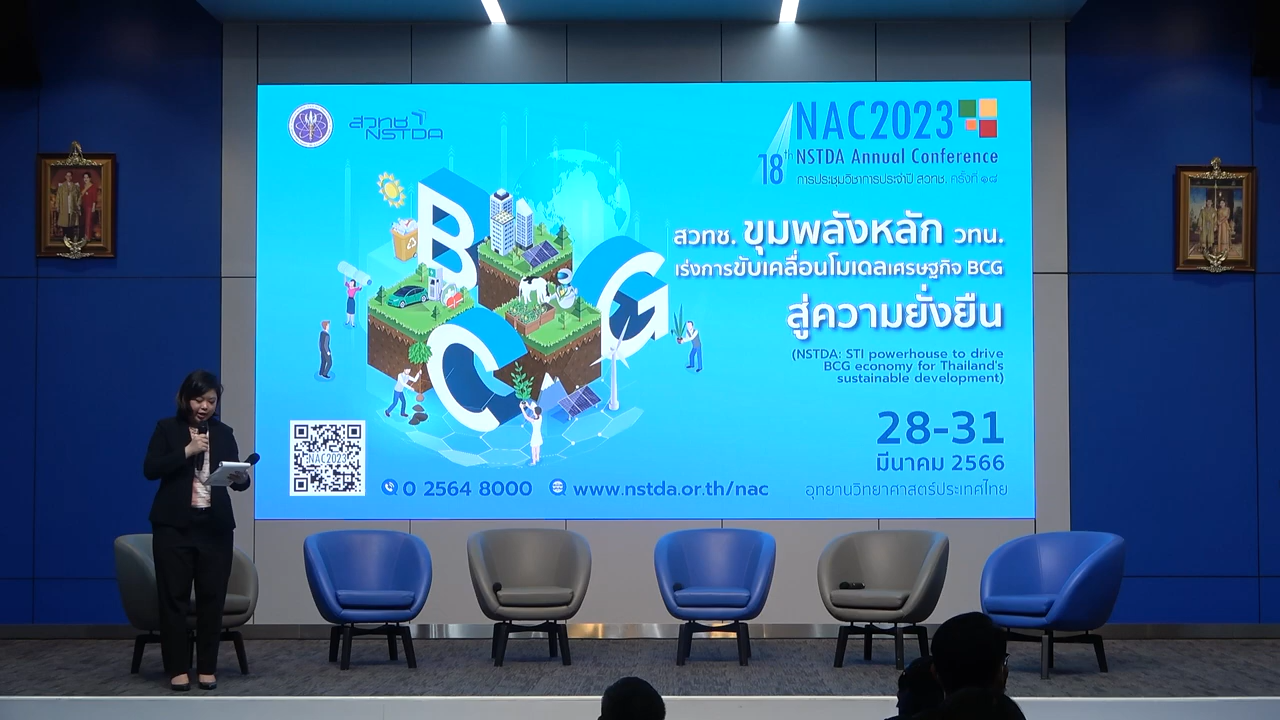 สวทช
NSTDA
NAC2023
18th NSTDA Annual Conference
การประชุมวิชาการประจำปี สวทช. ครั้งที่ ๑๘
สวทช. ขุมพลังหลัก วทน.
เร่งการขับเคลื่อนโมเดลเศรษฐกิจ BCG
สู่ความยั่งยืน
(NSTDA: STI powerhouse to drive
BCG economy for Thailand's
sustainable development)
B
C
G
28-31
มีนาคม 2566
อุทยานวิทยาศาสตร์ประเทศไทย
NAC2023
0 2564 8000
www.nstda.or.th/nac